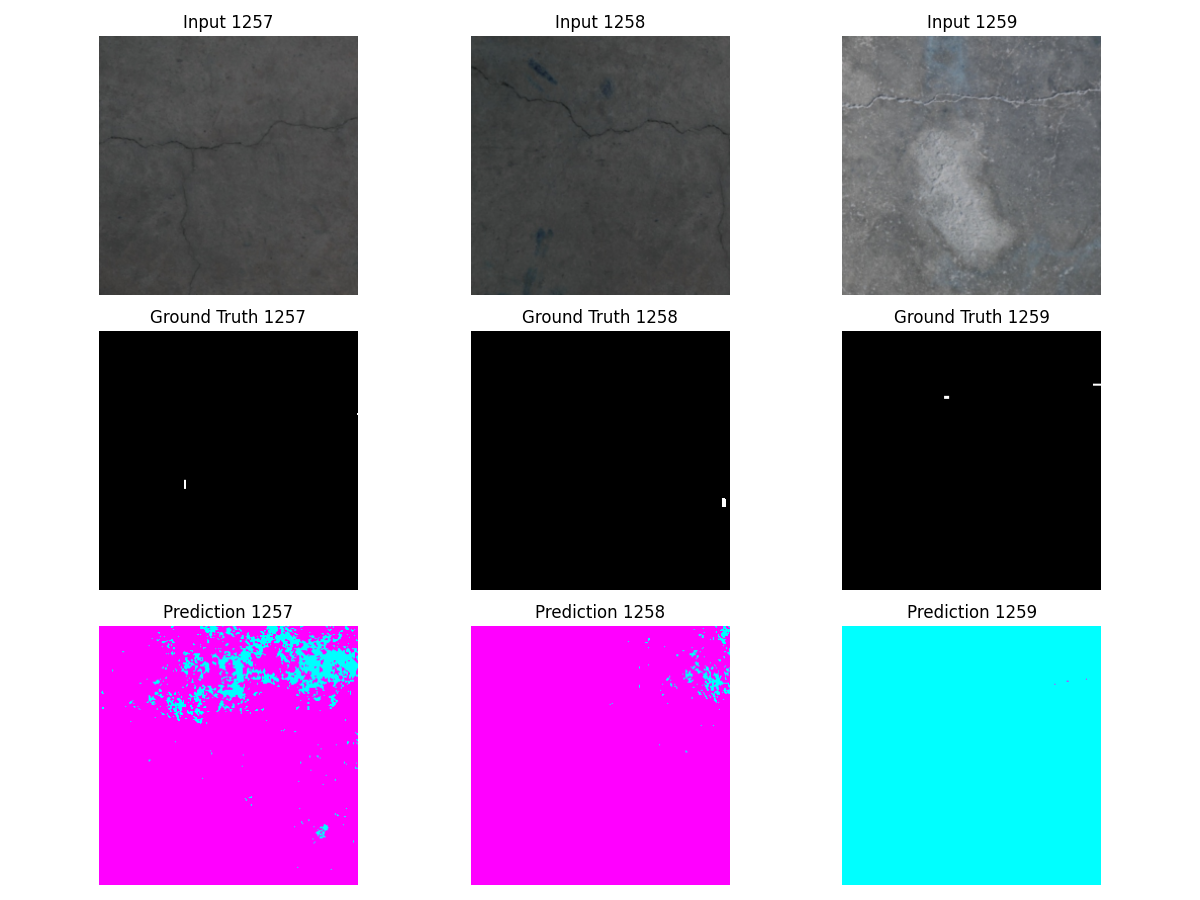 Input 1257
Input 1258
Input 1259
Ground Truth 1257
Ground Truth 1258
Ground Truth 1259
Prediction 1257
Prediction 1258
Prediction 1259